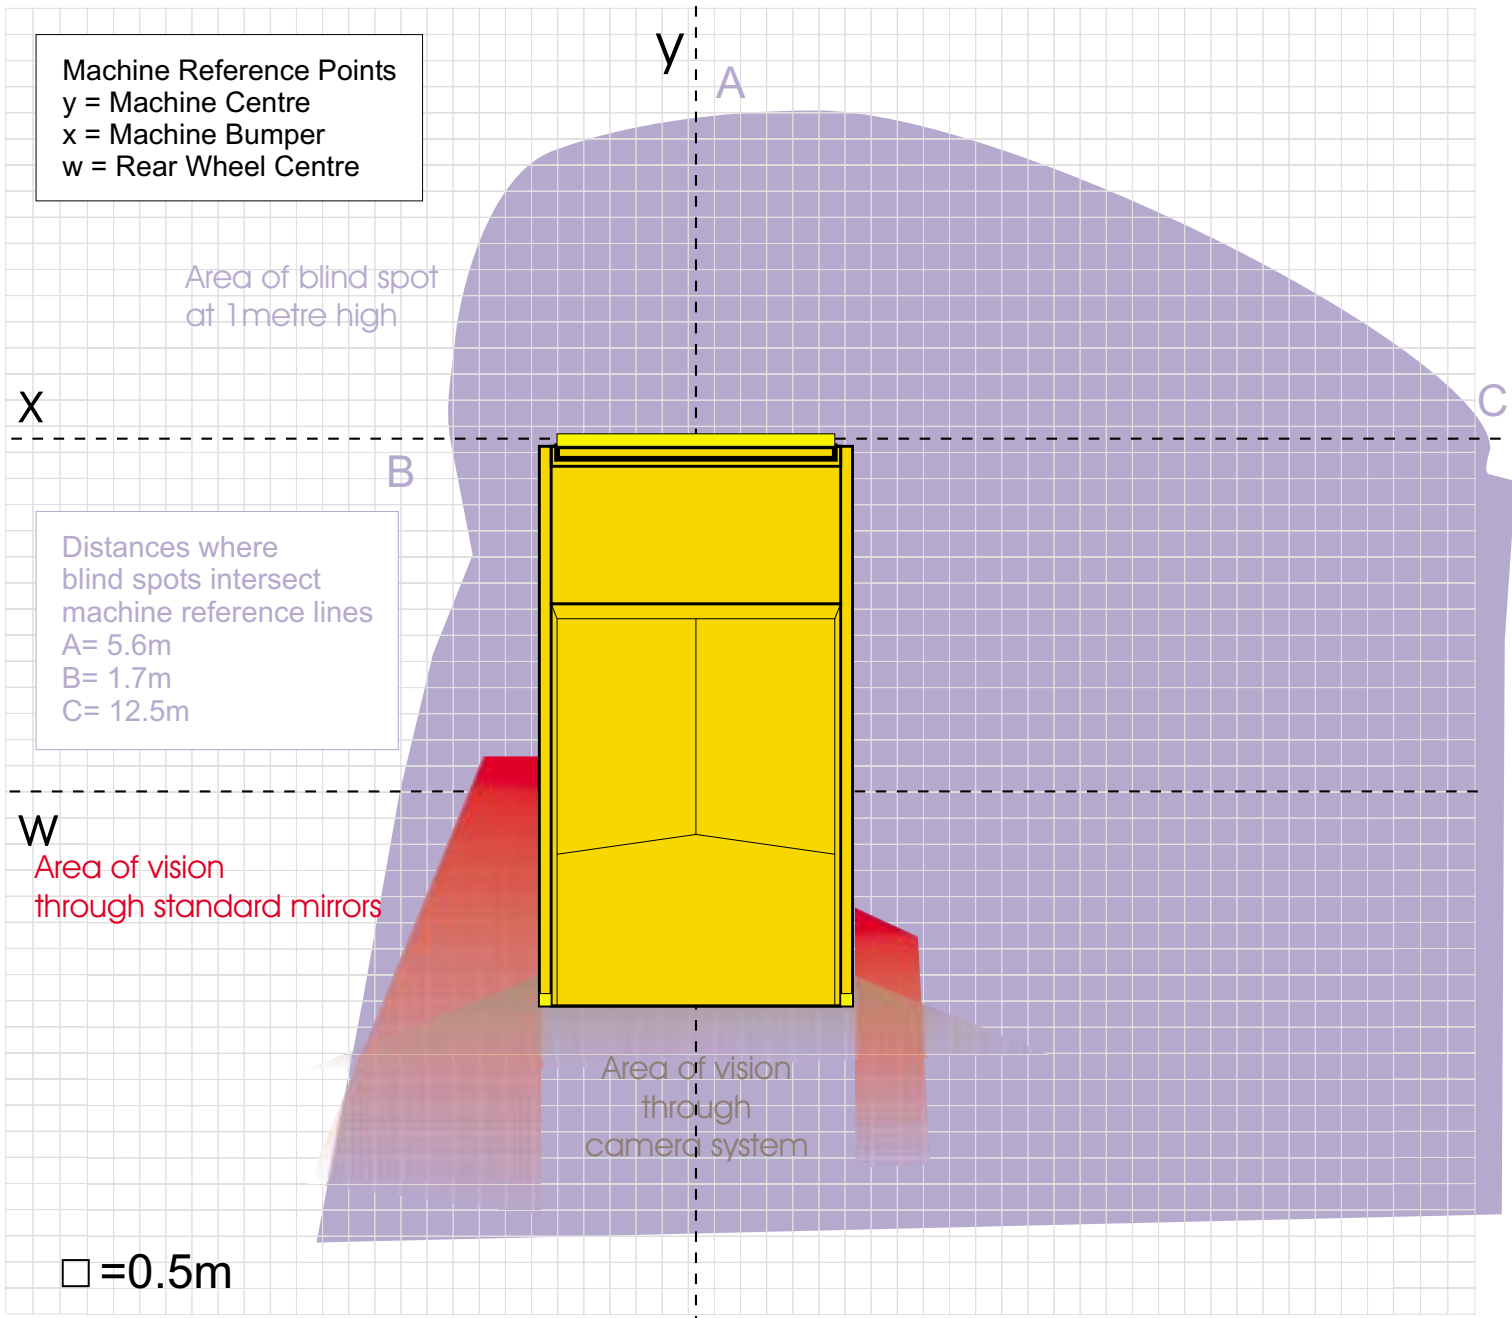 y
A
Machine Reference Points
y = Machine Centre
x = Machine Bumper
w = Rear Wheel Centre
Area of blind spot
at 1metre high
x
C
B
Distances where
blind spots intersect
machine reference lines
A= 5.6m
B= 1.7m
C= 12.5m
w
Area of vision
through standard mirrors
Area of vision
through
camera system
=0.5m